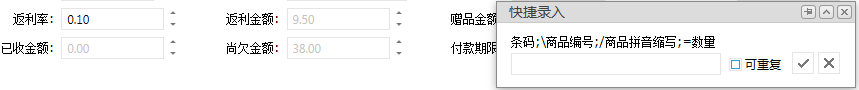 返利率: 0.10 返利金额: 9.50 赠品金额
已收金额: 0.00 尚欠金额: 38.00 付款期限
快捷录入
条码;\商品编号;/商品拼音缩写;=数量
可重复